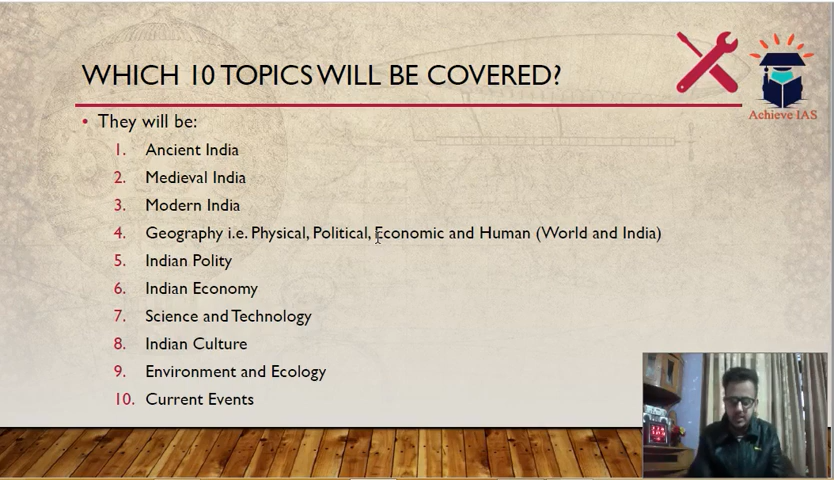 WHICH 10 TOPICS WILL BE COVERED?
Achieve IAS
• They will be:
1. Ancient India
2. Medieval India
3. Modern India
4. Geography i.e. Physical, Political, Economic and Human (World and India)
5. Indian Polity
6. Indian Economy
7. Science and Technology
8. Indian Culture
9. Environment and Ecology
10. Current Events